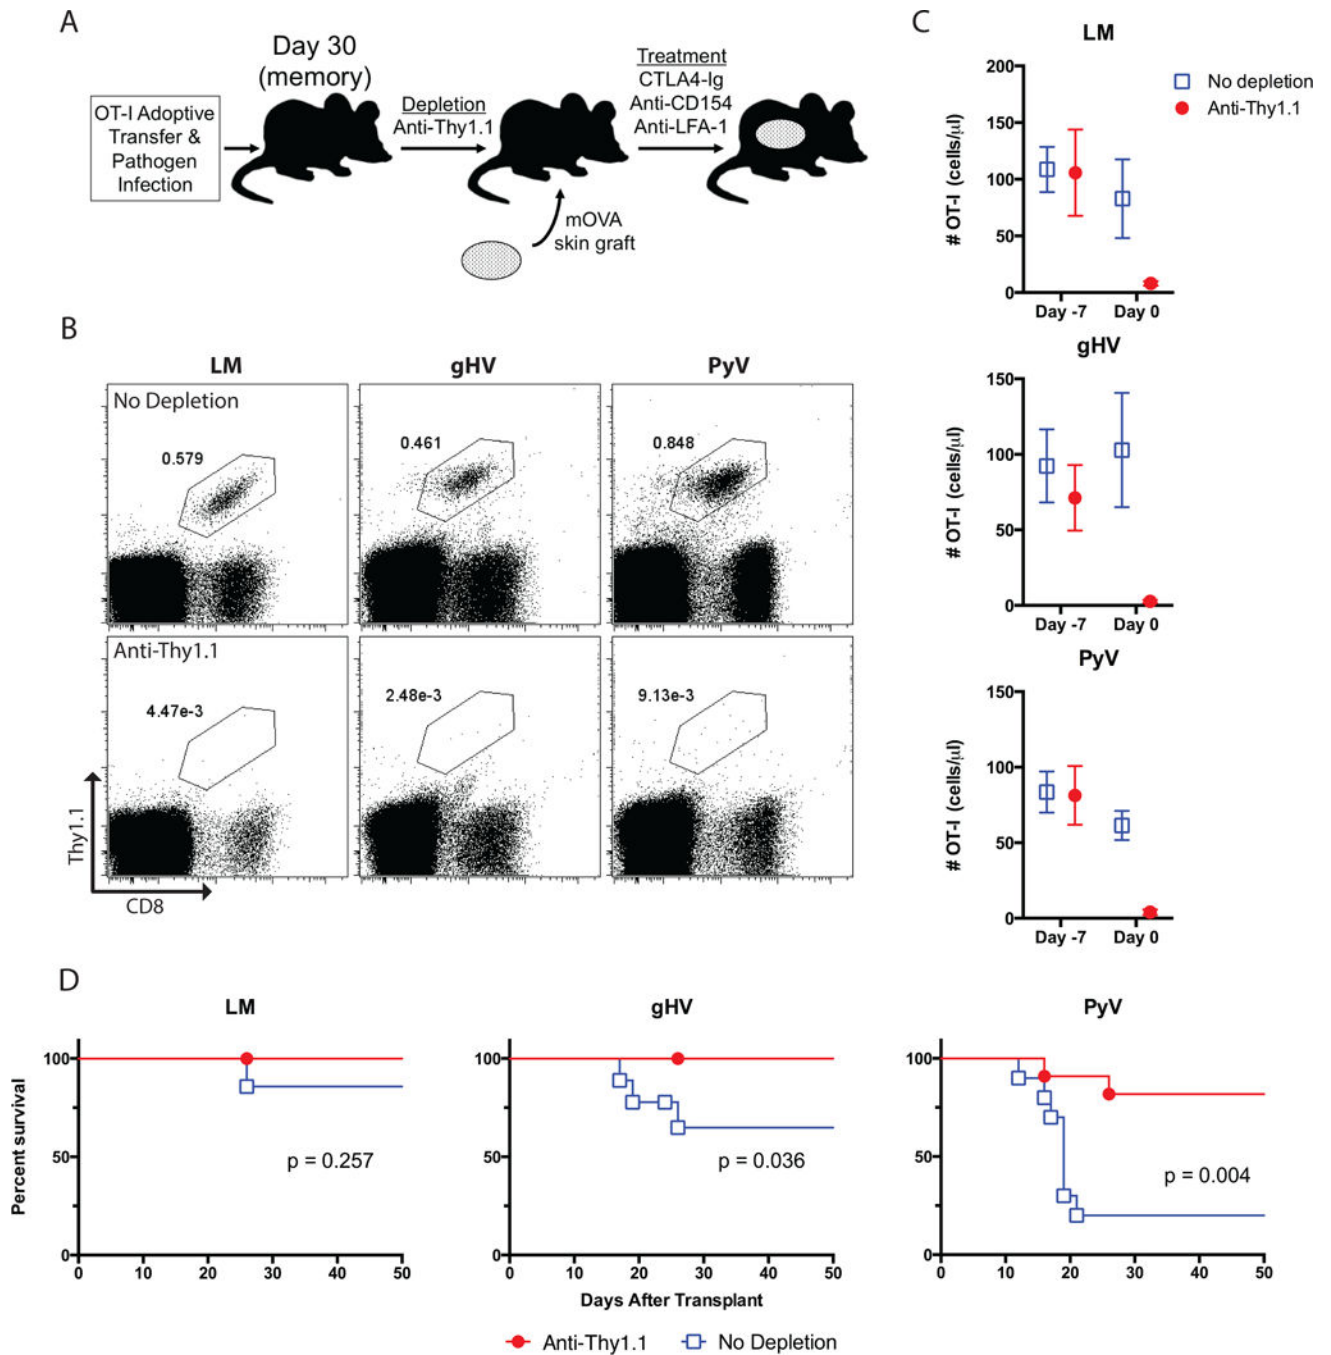 A
Day 30
(memory)
OT-I Adoptive
Transfer &
Pathogen
Infection
Depletion
Anti-Thy1.1
Treatment
CTLA4-Ig
Anti-CD154
Anti-LFA-1
mOVA
skin graft
B
LM
gHV
PyV
No Depletion
0.579
0.461
0.848
Anti-Thy1.1
4.47e-3
2.48e-3
9.13e-3
Thy1.1
CD8
C
LM
No depletion
Anti-Thy1.1
# OT-I (cells/µl)
200
150
100
50
0
Day -7
Day 0
gHV
# OT-I (cells/µl)
150
100
50
0
Day -7
Day 0
PyV
# OT-I (cells/µl)
150
100
50
0
Day -7
Day 0
D
LM
Percent survival
100
50
0
p = 0.257
0 10 20 30 40 50
gHV
100
50
0
p = 0.036
0 10 20 30 40 50
Days After Transplant
PyV
100
50
0
p = 0.004
0 10 20 30 40 50
Anti-Thy1.1
No Depletion